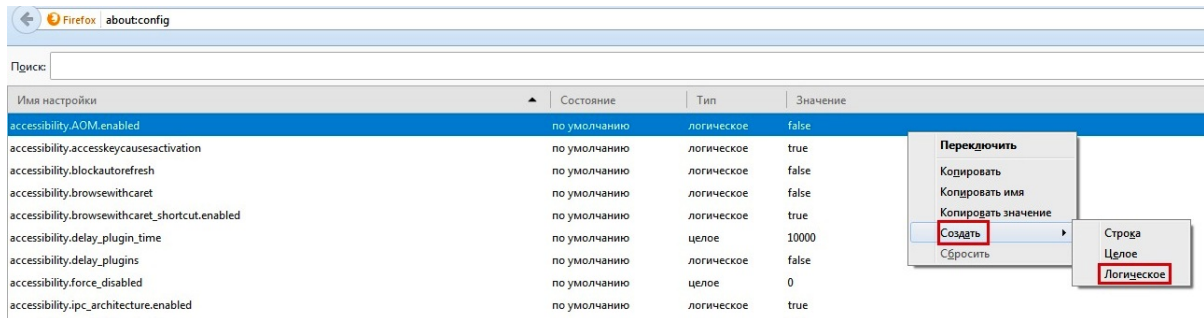 Firefox about:config
Поиск:
Имя настройки Состояние Тип Значение
accessibility.AOM.enabled по умолчанию логическое false
accessibility.accesskeycausesactivation по умолчанию логическое true
accessibility.blockautorefresh по умолчанию логическое false
accessibility.browsewithcaret по умолчанию логическое false
accessibility.browsewithcaret_shortcut.enabled по умолчанию логическое true
accessibility.delay_plugin_time по умолчанию целое 10000
accessibility.delay_plugins по умолчанию логическое false
accessibility.force_disabled по умолчанию целое 0
accessibility.ipc_architecture.enabled по умолчанию логическое true
Переключить
Копировать
Копировать имя
Копировать значение
Создать
Сбросить
Строка
Целое
Логическое